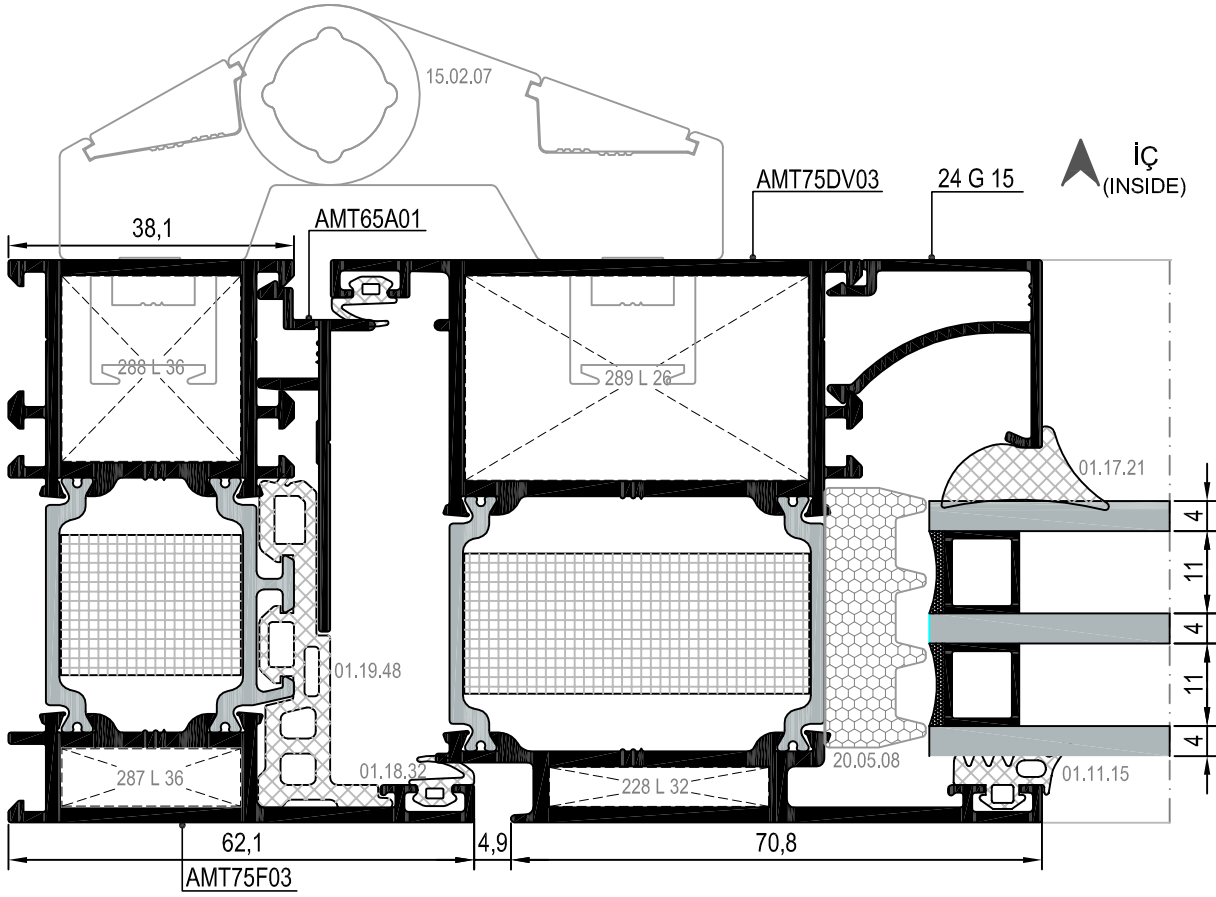 15.02.07
İÇ
(INSIDE)
AMT75DV03
24 G 15
AMT65A01
38,1
288 L 36
289 L 26
01.17.21
4
11
4
11
4
01.19.48
01.18.32
20.05.08
01.11.15
287 L 36
228 L 32
62,1
4,9
70,8
AMT75F03